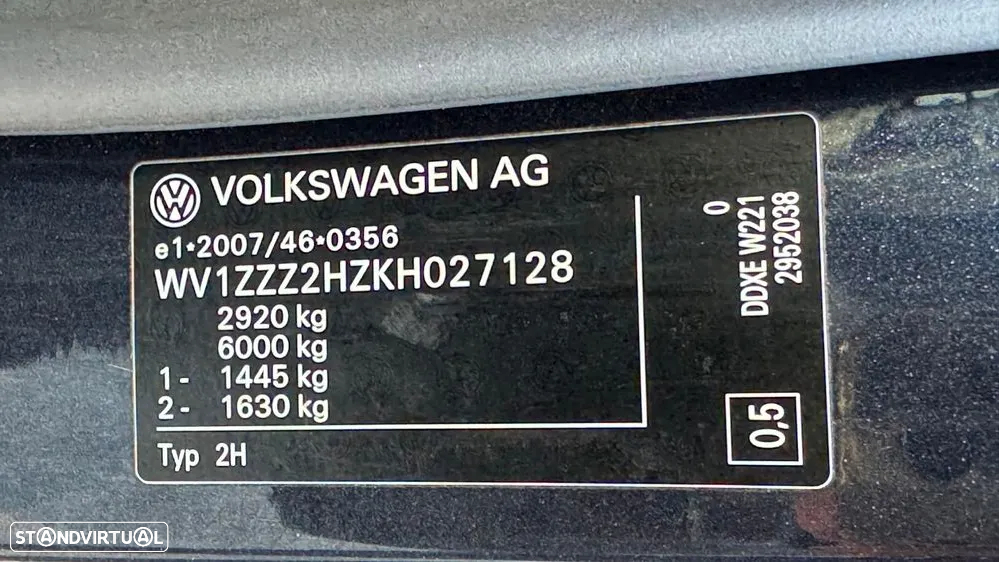 VOLKSWAGEN AG
e1*2007/46*0356
WV1ZZZ2HZKH027128
2920 kg
6000 kg
1- 1445 kg
2- 1630 kg
Typ 2H
0
DDXE W221
2952038
0,5
STANDVIRTUAL